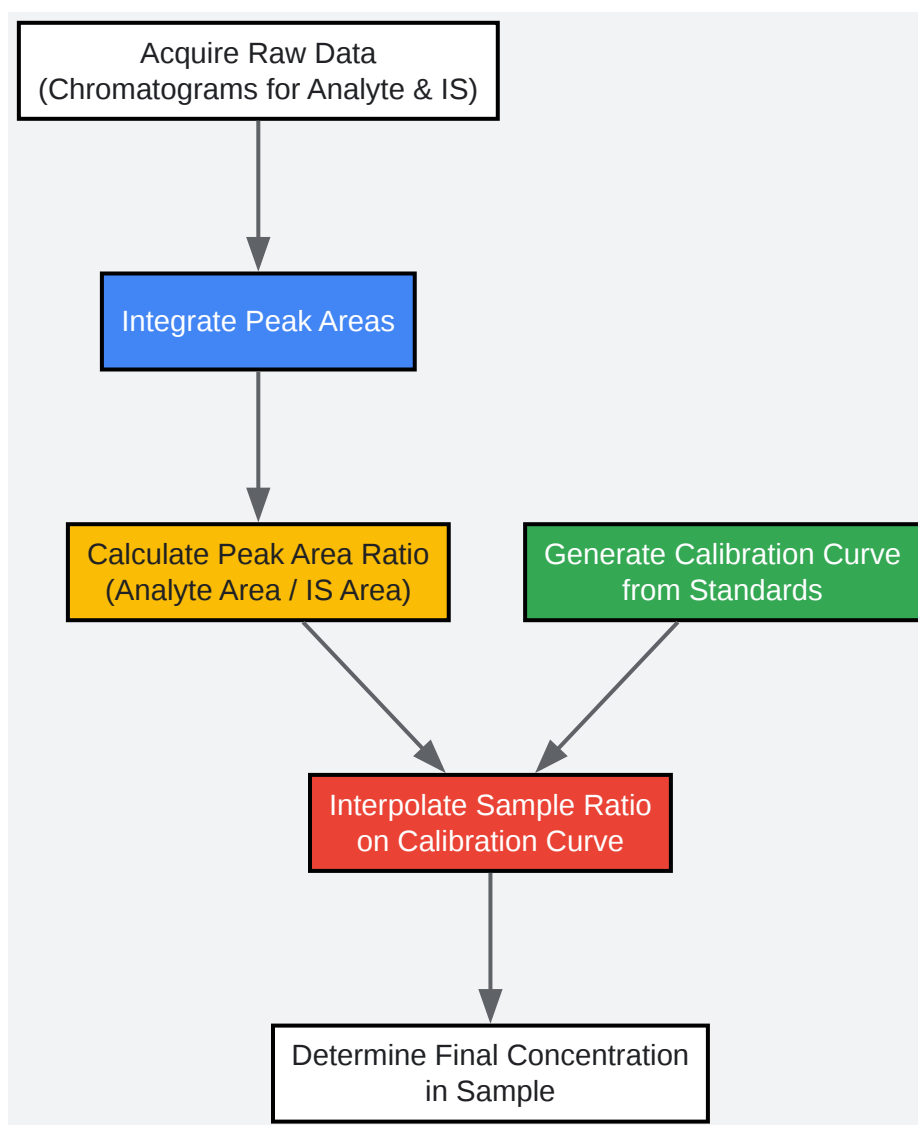 Acquire Raw Data
(Chromatograms for Analyte & IS)
Integrate Peak Areas
Calculate Peak Area Ratio
(Analyte Area / IS Area)
Generate Calibration Curve
from Standards
Interpolate Sample Ratio
on Calibration Curve
Determine Final Concentration
in Sample